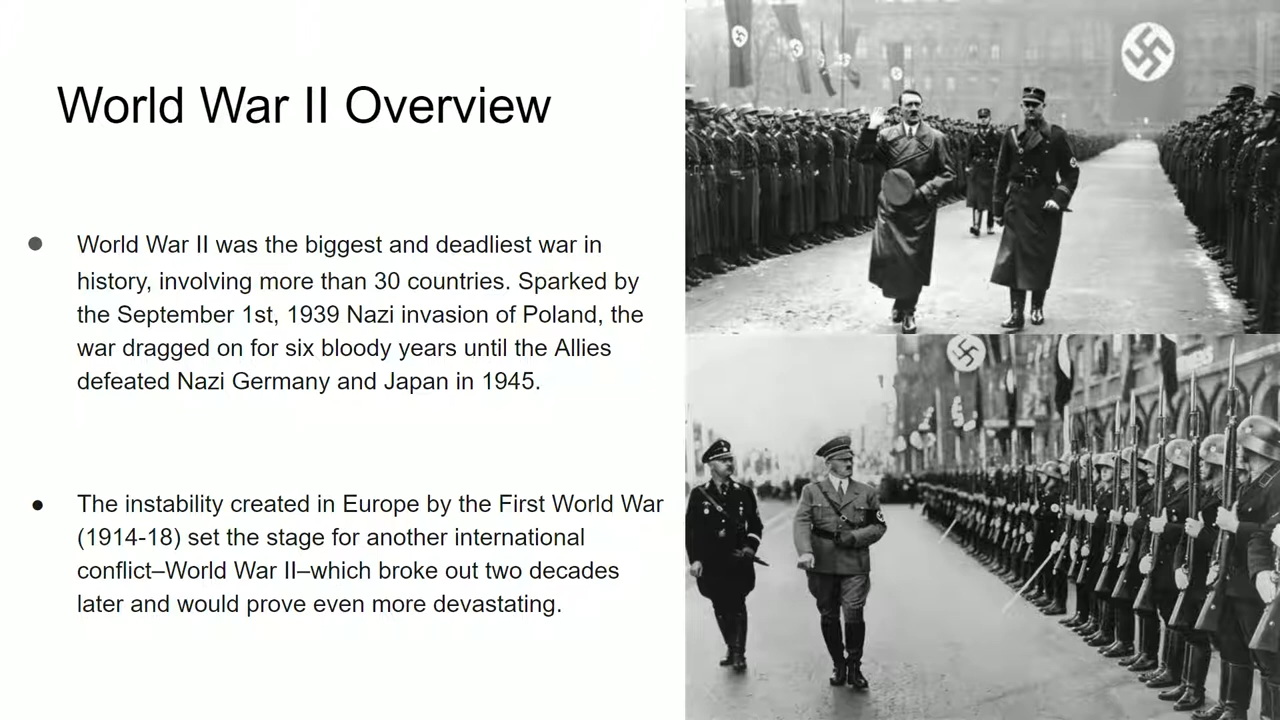 World War II Overview
World War II was the biggest and deadliest war in
history, involving more than 30 countries. Sparked by
the September 1st, 1939 Nazi invasion of Poland, the
war dragged on for six bloody years until the Allies
defeated Nazi Germany and Japan in 1945.
The instability created in Europe by the First World War
(1914-18) set the stage for another international
conflict–World War II–which broke out two decades
later and would prove even more devastating.